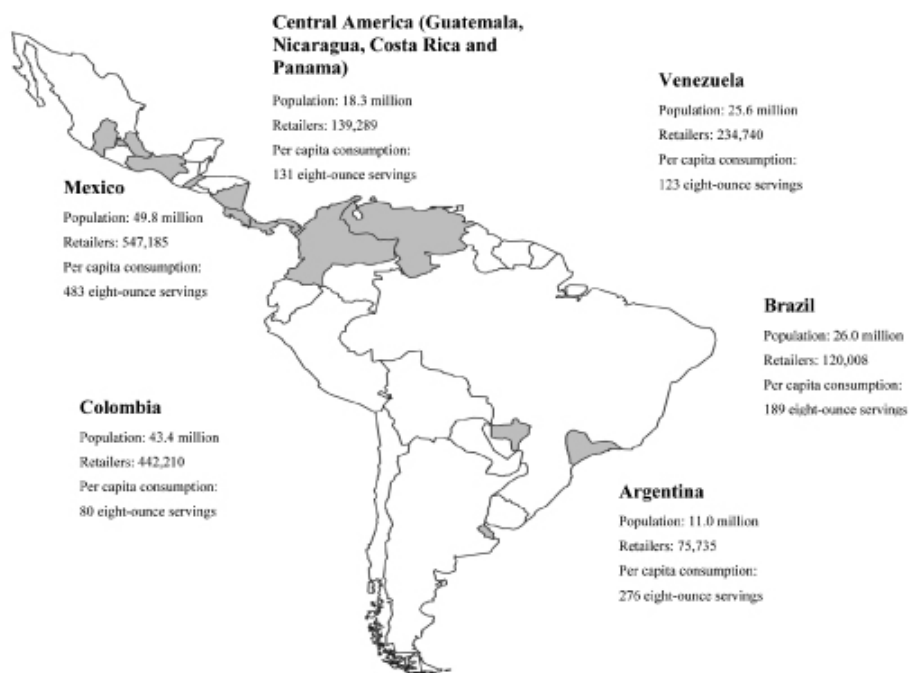 Central America (Guatemala,
Nicaragua, Costa Rica and
Panama)
Population: 18.3 million
Retailers: 139,289
Per capita consumption:
131 eight-ounce servings
Venezuela
Population: 25.6 million
Retailers: 234,740
Per capita consumption:
123 eight-ounce servings
Mexico
Population: 49.8 million
Retailers: 547,185
Per capita consumption:
483 eight-ounce servings
Brazil
Population: 26.0 million
Retailers: 120,008
Per capita consumption:
189 eight-ounce servings
Colombia
Population: 43.4 million
Retailers: 442,210
Per capita consumption:
80 eight-ounce servings
Argentina
Population: 11.0 million
Retailers: 75,735
Per capita consumption:
276 eight-ounce servings